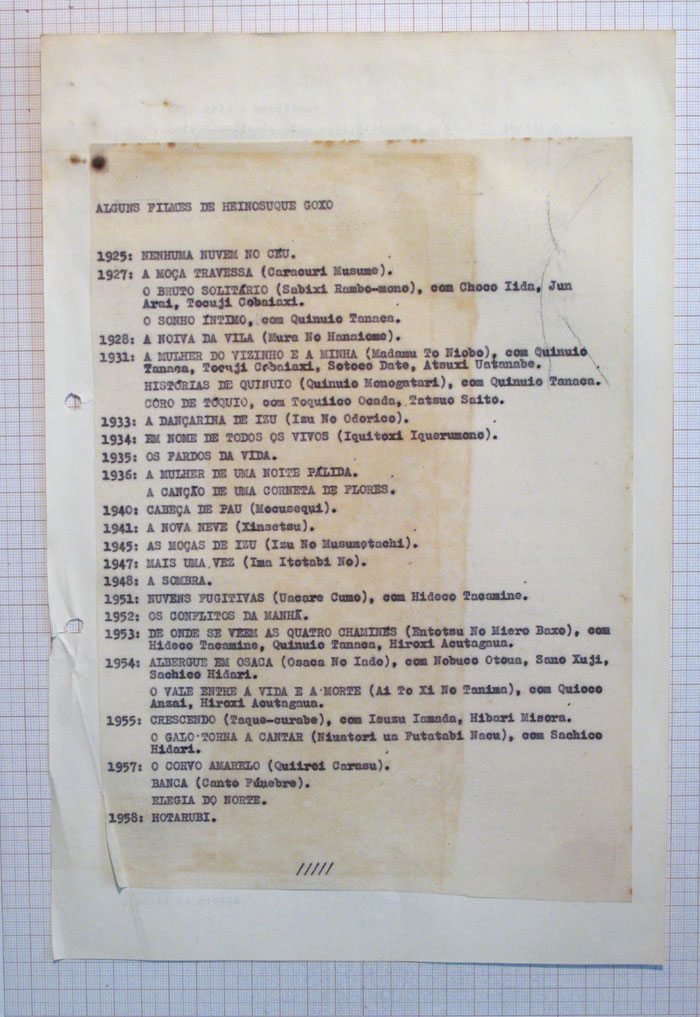 ALGUNS FILMES DE HEINOSUQUE GOXO
1925: NENHUMA NUVEM NO CÉU.
1927: A MOÇA TRAVESSA (Caracuri Musume).
O BRUTO SOLITÁRIO (Sabixi Rambo-mono), com Choco Iida, Jun
Arai, Tocuji Cobaiaxi.
O SONHO ÍNTIMO, com Quinuio Tanaca.
1928: A NOIVA DA VILA (Mura No Hanaiome).
1931: A MULHER DO VIZINHO E A MINHA (Madamu To Niobo), com Quinuio
Tanaca, Tocuji Cobaiaxi, Sotoco Date, Atsuxi Uatanabe.
HISTÓRIAS DE QUINUIO (Quinuio Monogatari), com Quinuio Tanaca.
CÔRO DE TÓQUIO, com Toquiico Ocada, Tatsuo Saito.
1933: A DANÇARINA DE IZU (Izu No Odorico).
1934: EM NOME DE TODOS OS VIVOS (Iquitoxi Iquerumono).
1935: OS FARDOS DA VIDA.
1936: A MULHER DE UMA NOITE PÁLIDA.
A CANÇÃO DE UMA CORNETA DE FLORES.
1940: CABEÇA DE PAU (Mocusequi).
1941: A NOVA NEVE (Xinsetsu).
1945: AS MOÇAS DE IZU (Izu No Musumetachi).
1947: MAIS UMA VEZ (Ima Itotabi No).
1948: A SOMBRA.
1951: NUVENS FUGITIVAS (Uacare Cumo), com Hideco Tacamine.
1952: OS CONFLITOS DA MANHÃ.
1953: DE ONDE SE VEEM AS QUATRO CHAMINÉS (Entotsu No Miero Baxo), com
Hideco Tacamine, Quinuio Tanaca, Hiroxi Acutagaua.
1954: ALBERGUE EM OSACA (Osaca No Iado), com Nobuco Otoua, Sano Xuji,
Sachico Hidari.
O VALE ENTRE A VIDA E A MORTE (Ai To Xi No Tanima), com Quioco
Anzai, Hiroxi Acutagaua.
1955: CRESCENDO (Taque-curabe), com Isuzu Iamada, Hibari Misora.
O GALO TORNA A CANTAR (Niuatori ua Futatabi Nacu), com Sachico
Hidari.
1957: O CORVO AMARELO (Quiiroi Carasu).
BANCA (Canto Fúnebre).
ELEGIA DO NORTE.
1958: HOTARUBI.
/////